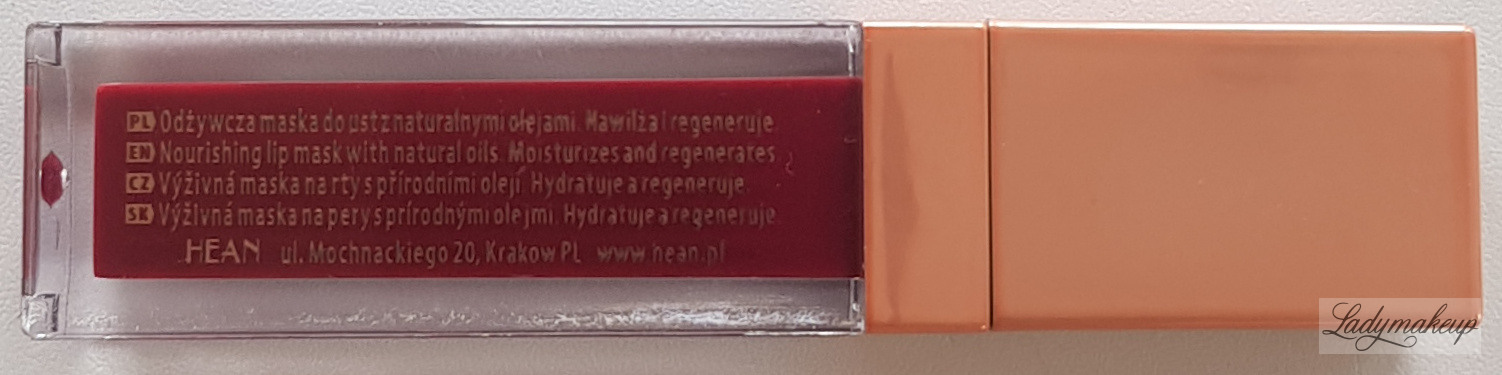 PL Odżywcza maska do ust z naturalnymi olejami. Nawilża i regeneruje.
EN Nourishing lip mask with natural oils. Moisturizes and regenerates.
CZ Výživná maska na rty s přírodními oleji. Hydratuje a regeneruje.
SK Výživná maska na pery s prírodnými olejmi. Hydratuje a regeneruje.
HEAN ul. Mochnackiego 20, Krakow PL www.hean.pl
Ladymakeup